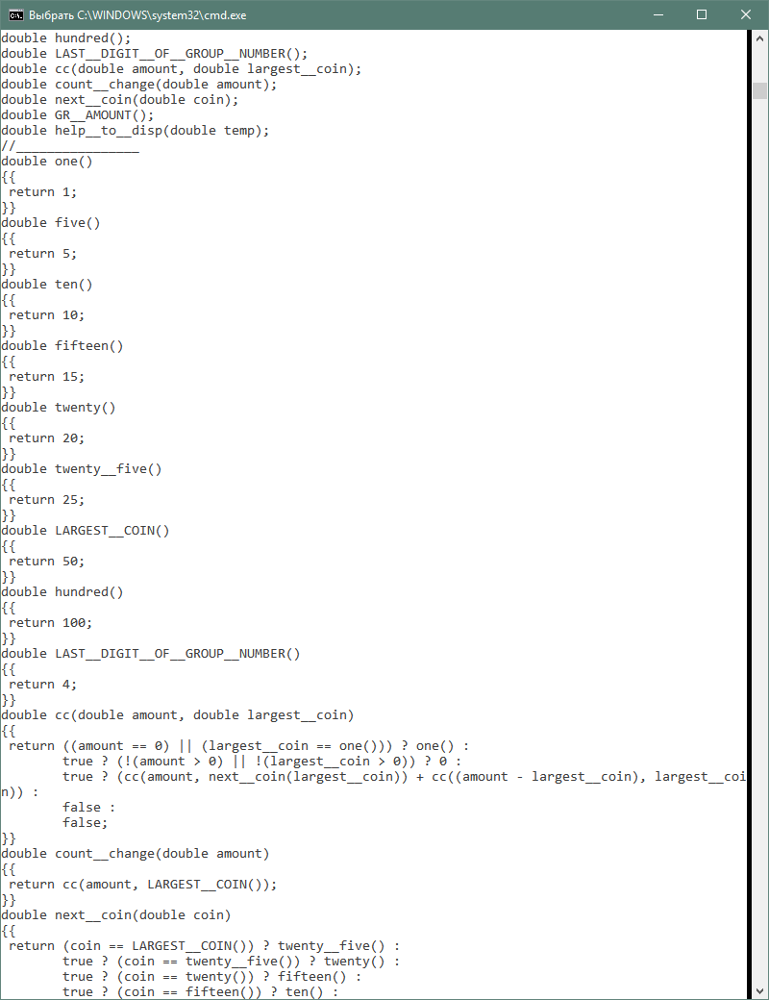 Выбрать C:\WINDOWS\system32\cmd.exe
double hundred();
double LAST__DIGIT__OF__GROUP__NUMBER();
double cc(double amount, double largest__coin);
double count__change(double amount);
double next__coin(double coin);
double GR__AMOUNT();
double help__to__disp(double temp);
//________________
double one()
{{
 return 1;
}}
double five()
{{
 return 5;
}}
double ten()
{{
 return 10;
}}
double fifteen()
{{
 return 15;
}}
double twenty()
{{
 return 20;
}}
double twenty__five()
{{
 return 25;
}}
double LARGEST__COIN()
{{
 return 50;
}}
double hundred()
{{
 return 100;
}}
double LAST__DIGIT__OF__GROUP__NUMBER()
{{
 return 4;
}}
double cc(double amount, double largest__coin)
{{
 return ((amount == 0) || (largest__coin == one())) ? one() :
        true ? (!(amount > 0) || !(largest__coin > 0)) ? 0 :
        true ? (cc(amount, next__coin(largest__coin)) + cc((amount - largest__coin), largest__coi
n)) :
        false :
        false;
}}
double count__change(double amount)
{{
 return cc(amount, LARGEST__COIN());
}}
double next__coin(double coin)
{{
 return (coin == LARGEST__COIN()) ? twenty__five() :
        true ? (coin == twenty__five()) ? twenty() :
        true ? (coin == twenty()) ? fifteen() :
        true ? (coin == fifteen()) ? ten() :